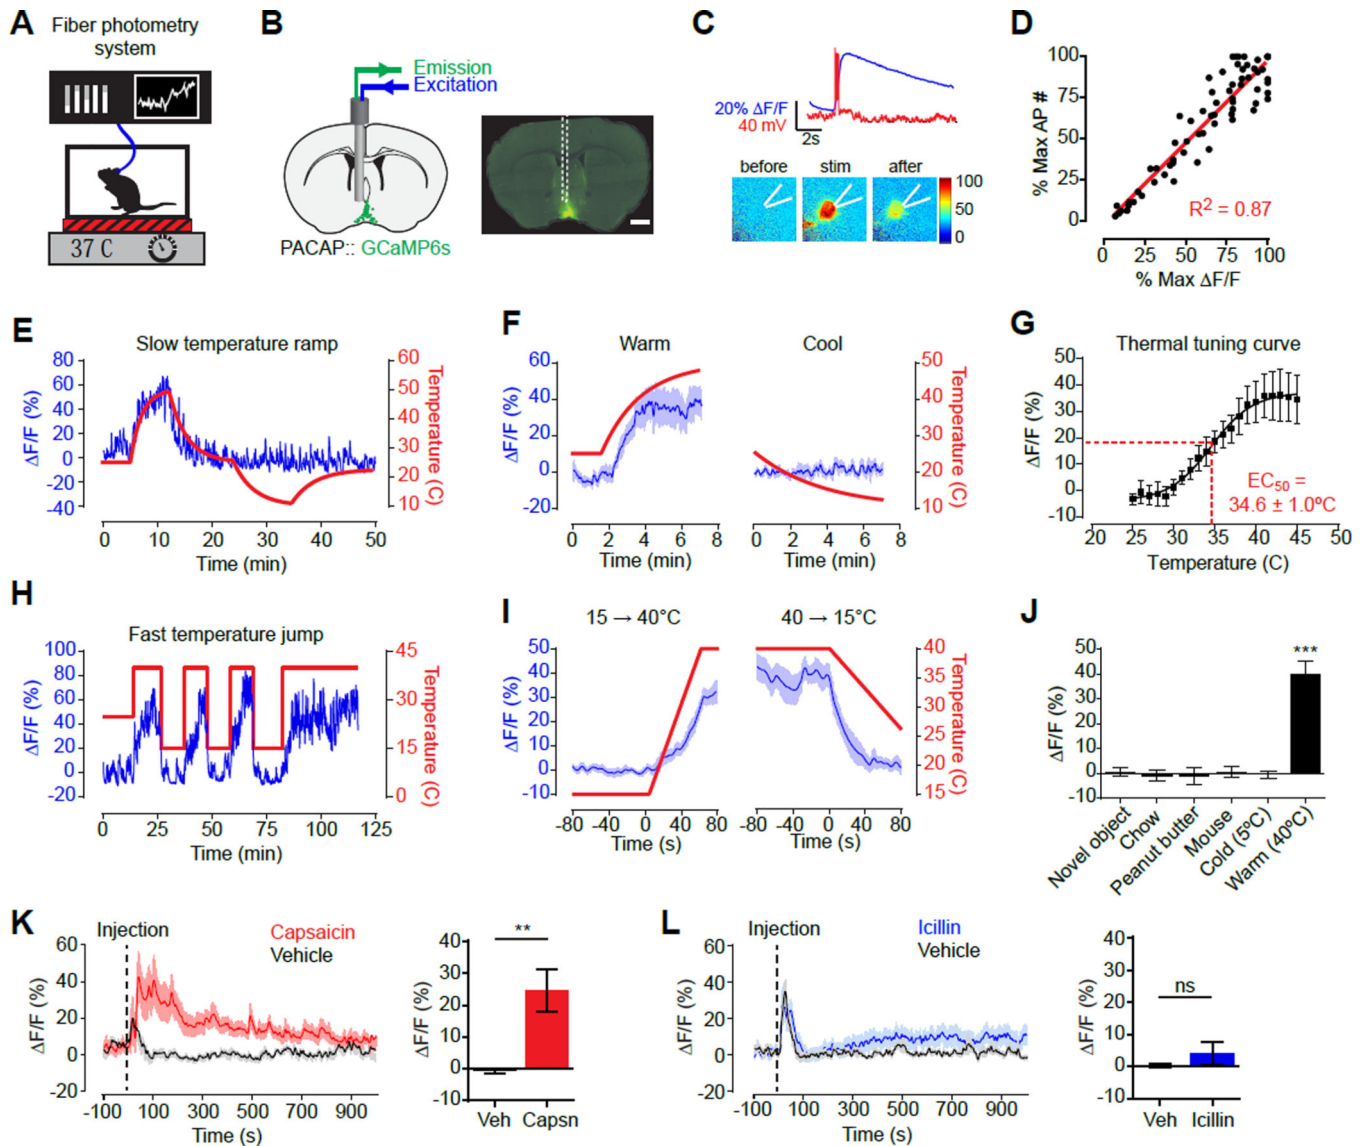 A
Fiber photometry
system
37 C
B
Emission
Excitation
PACAP:: GCaMP6s
C
20% ΔF/F
40 mV
2s
before
stim
after
100
50
0
D
% Max AP #
100
75
50
25
0
R² = 0.87
0 25 50 75 100
% Max ΔF/F
E
Slow temperature ramp
ΔF/F (%)
80
60
40
20
0
-20
-40
60
50
40
30
20
10
Temperature (C)
0 10 20 30 40 50
Time (min)
F
Warm
Cool
ΔF/F (%)
60
40
20
0
-20
50
40
30
20
10
Temperature (C)
0 2 4 6 8
Time (min)
0 2 4 6 8
Time (min)
G
Thermal tuning curve
ΔF/F (%)
50
40
30
20
10
0
-10
EC₅₀ =
34.6 ± 1.0ºC
20 25 30 35 40 45 50
Temperature (C)
H
Fast temperature jump
ΔF/F (%)
100
80
60
40
20
0
-20
45
30
15
0
Temperature (C)
0 25 50 75 100 125
Time (min)
I
15 → 40°C
40 → 15°C
ΔF/F (%)
50
40
30
20
10
0
-10
40
35
30
25
20
15
Temperature (C)
-80 -40 0 40 80
Time (s)
-80 -40 0 40 80
Time (s)
J
ΔF/F (%)
50
40
30
20
10
0
-10
***
Novel object
Chow
Peanut butter
Mouse
Cold (5ºC)
Warm (40ºC)
K
Injection
Capsaicin
Vehicle
ΔF/F (%)
60
40
20
0
-20
-100 100 300 500 700 900
Time (s)
ΔF/F (%)
40
30
20
10
0
-10
**
Veh Capsn
L
Injection
Icillin
Vehicle
ΔF/F (%)
60
40
20
0
-20
-100 100 300 500 700 900
Time (s)
ΔF/F (%)
40
30
20
10
0
-10
ns
Veh Icillin